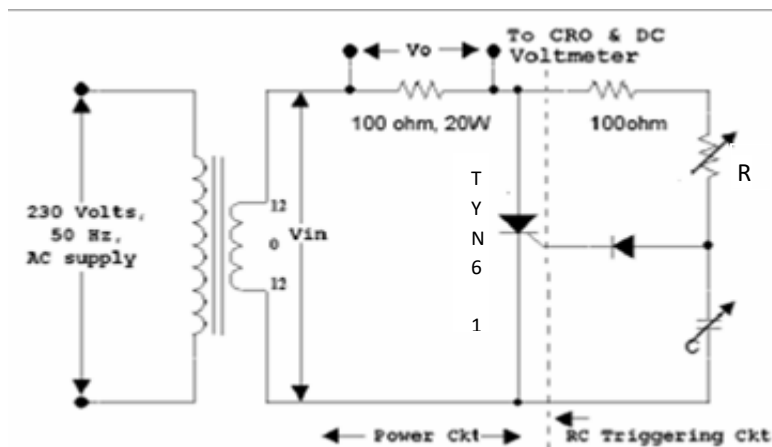 To CRO & DC
Voltmeter
Vo
100 ohm, 20W
100ohm
R
T
Y
N
6
1
230 Volts,
50 Hz,
AC supply
12
0
12
Vin
C
Power Ckt
RC Triggering Ckt